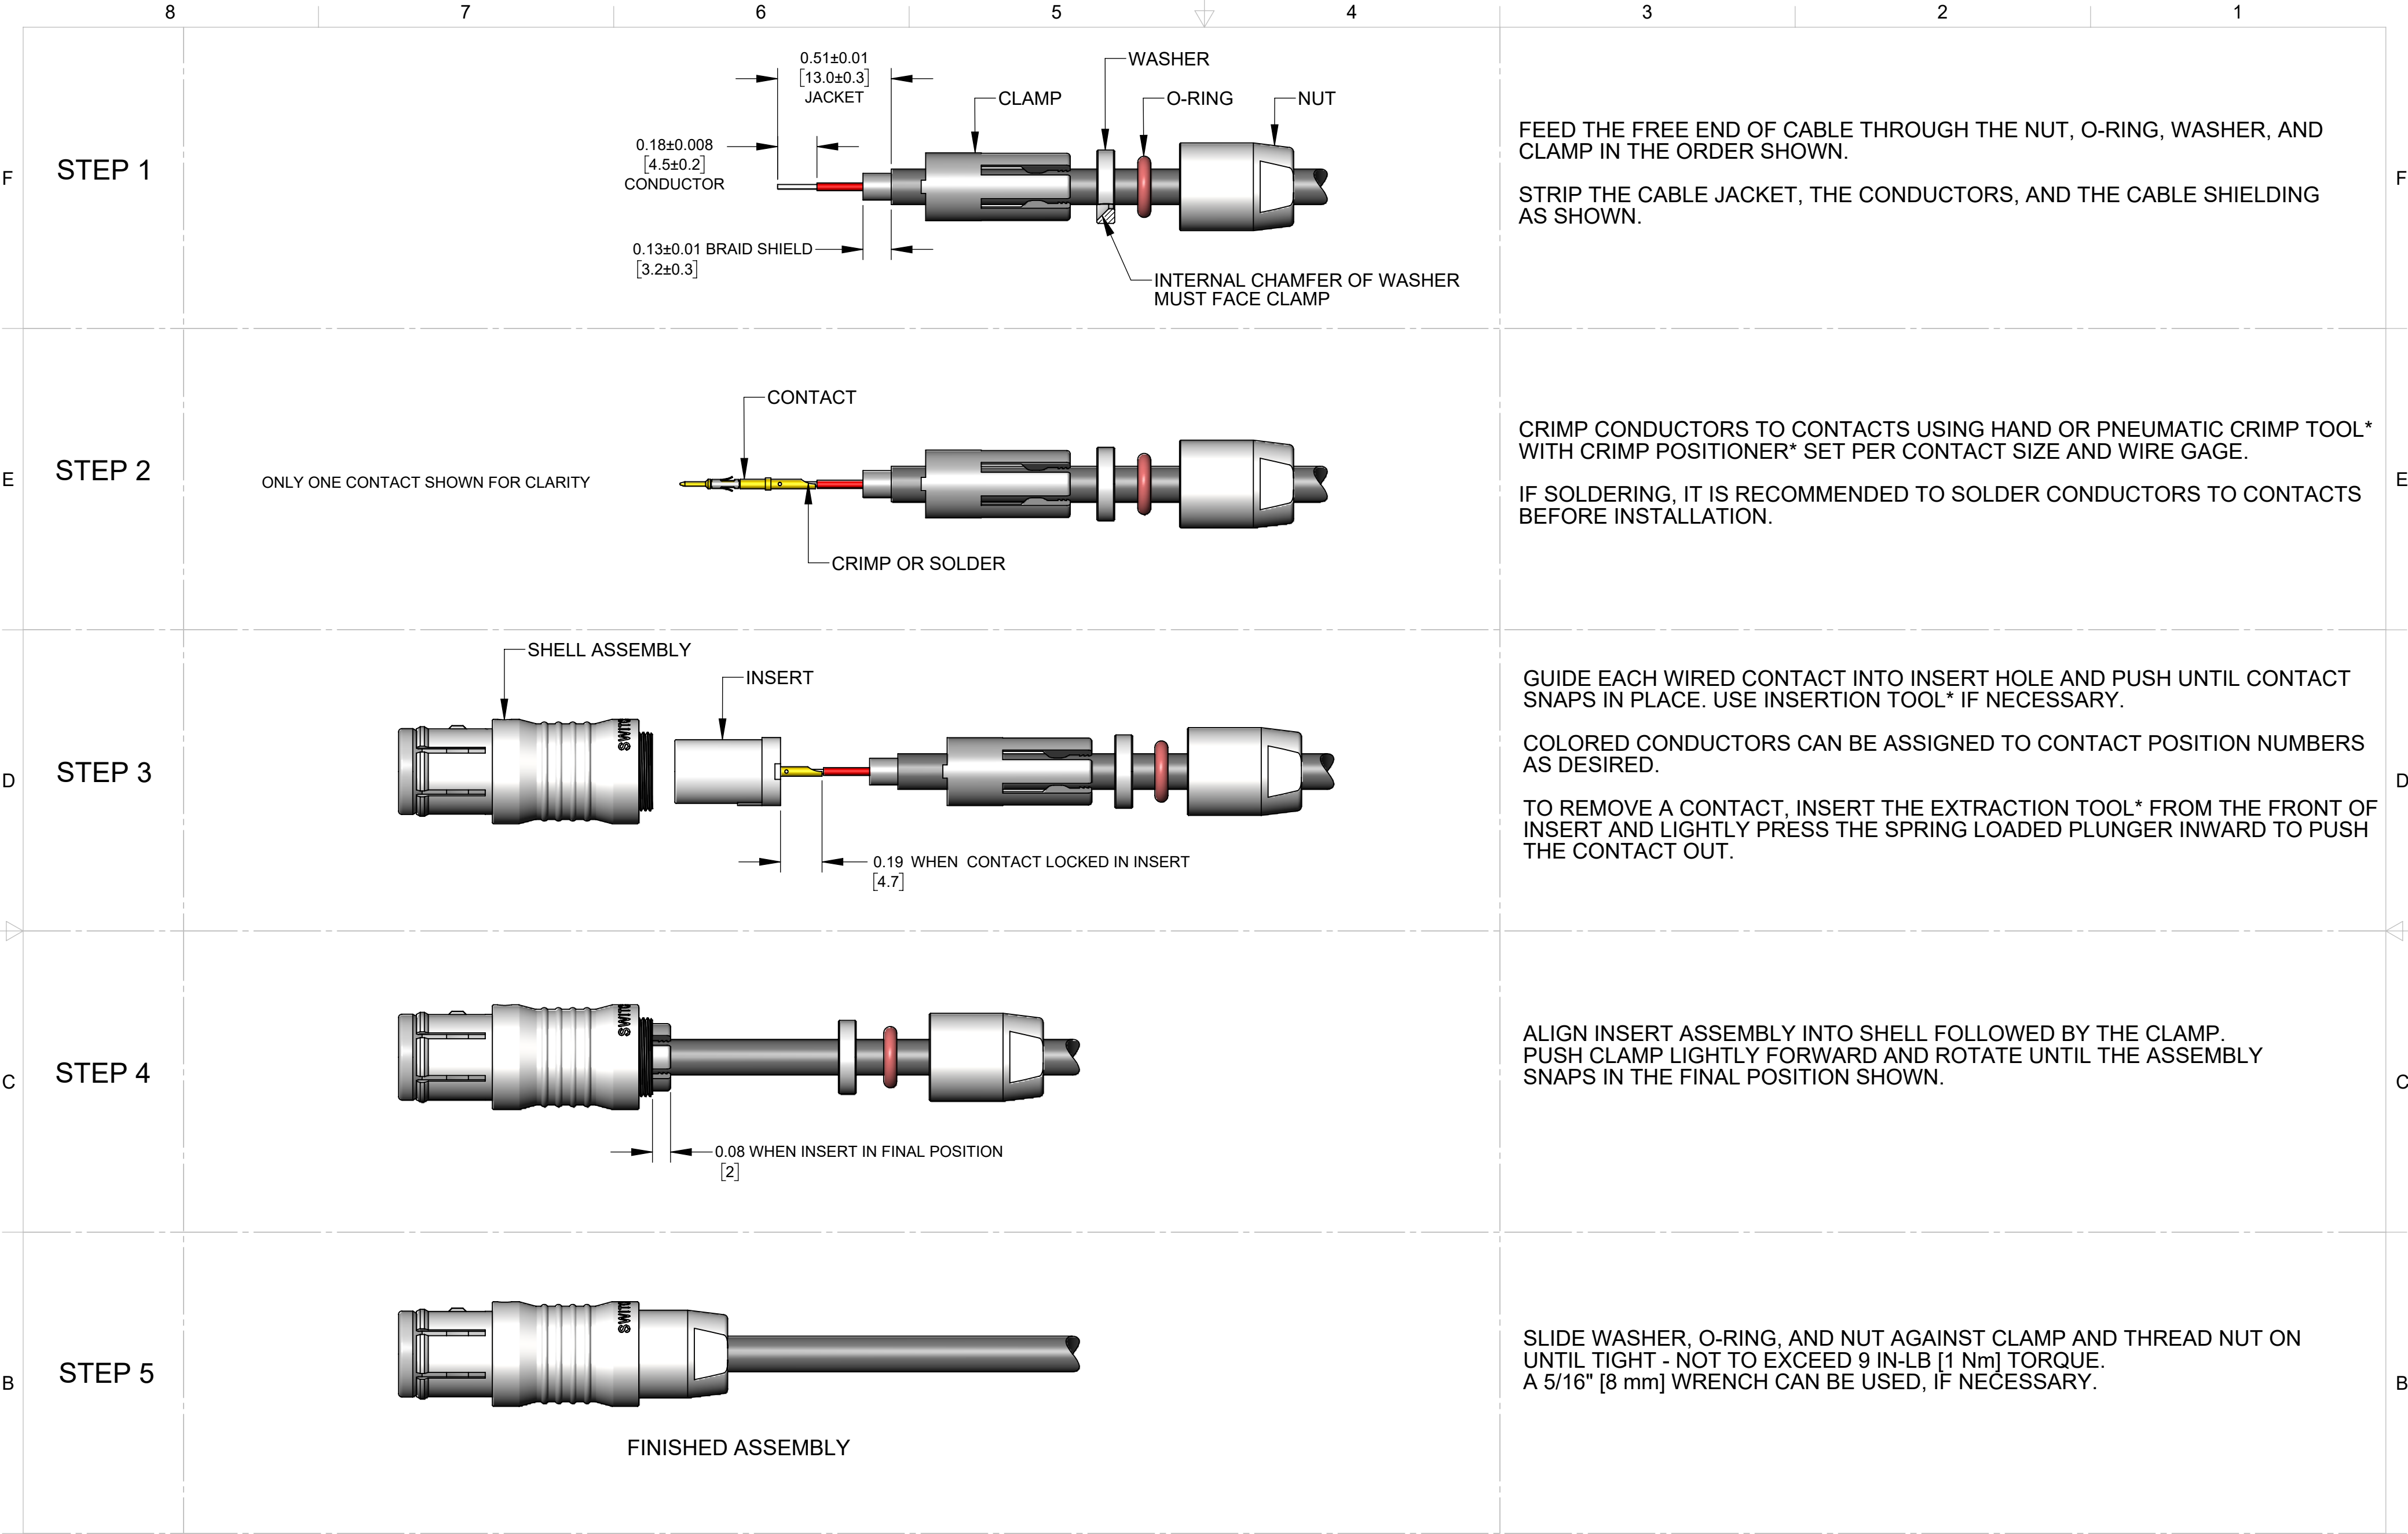 8 7 6 5 4 3 2 1
F
STEP 1
0.51±0.01
[13.0±0.3]
JACKET
0.18±0.008
[4.5±0.2]
CONDUCTOR
0.13±0.01 BRAID SHIELD
[3.2±0.3]
CLAMP
WASHER
O-RING
NUT
INTERNAL CHAMFER OF WASHER
MUST FACE CLAMP
FEED THE FREE END OF CABLE THROUGH THE NUT, O-RING, WASHER, AND
CLAMP IN THE ORDER SHOWN.
STRIP THE CABLE JACKET, THE CONDUCTORS, AND THE CABLE SHIELDING
AS SHOWN.
F
E
STEP 2
ONLY ONE CONTACT SHOWN FOR CLARITY
CONTACT
CRIMP OR SOLDER
CRIMP CONDUCTORS TO CONTACTS USING HAND OR PNEUMATIC CRIMP TOOL*
WITH CRIMP POSITIONER* SET PER CONTACT SIZE AND WIRE GAGE.
IF SOLDERING, IT IS RECOMMENDED TO SOLDER CONDUCTORS TO CONTACTS
BEFORE INSTALLATION.
E
D
STEP 3
SHELL ASSEMBLY
INSERT
SWITC
0.19 WHEN CONTACT LOCKED IN INSERT
[4.7]
GUIDE EACH WIRED CONTACT INTO INSERT HOLE AND PUSH UNTIL CONTACT
SNAPS IN PLACE. USE INSERTION TOOL* IF NECESSARY.
COLORED CONDUCTORS CAN BE ASSIGNED TO CONTACT POSITION NUMBERS
AS DESIRED.
TO REMOVE A CONTACT, INSERT THE EXTRACTION TOOL* FROM THE FRONT OF
INSERT AND LIGHTLY PRESS THE SPRING LOADED PLUNGER INWARD TO PUSH
THE CONTACT OUT.
D
C
STEP 4
SWITC
0.08 WHEN INSERT IN FINAL POSITION
[2]
ALIGN INSERT ASSEMBLY INTO SHELL FOLLOWED BY THE CLAMP.
PUSH CLAMP LIGHTLY FORWARD AND ROTATE UNTIL THE ASSEMBLY
SNAPS IN THE FINAL POSITION SHOWN.
C
B
STEP 5
SWITC
FINISHED ASSEMBLY
SLIDE WASHER, O-RING, AND NUT AGAINST CLAMP AND THREAD NUT ON
UNTIL TIGHT - NOT TO EXCEED 9 IN-LB [1 Nm] TORQUE.
A 5/16" [8 mm] WRENCH CAN BE USED, IF NECESSARY.
B